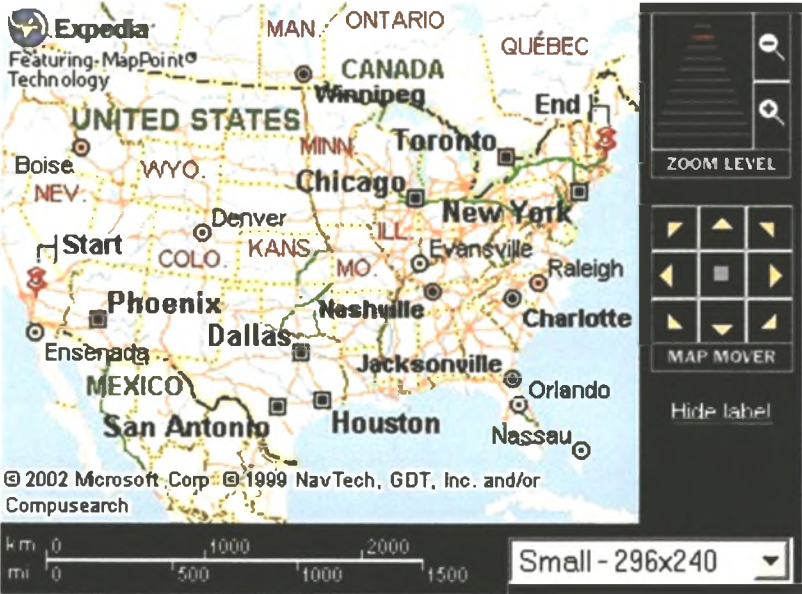 Expedia
Featuring MapPoint®
Technology
MAN.
ONTARIO
QUÉBEC
CANADA
Winnipeg
End
UNITED STATES
MINN
Toronto
Boise
WYO.
Chicago
NEV.
New York
Denver
Start
COLO.
KANS.
ILL.
Evansville
MO.
Raleigh
Phoenix
Nashville
Charlotte
Dallas
Ensenada
Jacksonville
MEXICO
Orlando
San Antonio
Houston
Nassau
© 2002 Microsoft Corp © 1999 NavTech, GDT, Inc. and/or
Compusearch
ZOOM LEVEL
MAP MOVER
Hide label
km 0 1000 2000
mi 0 500 1000 1500
Small - 296x240